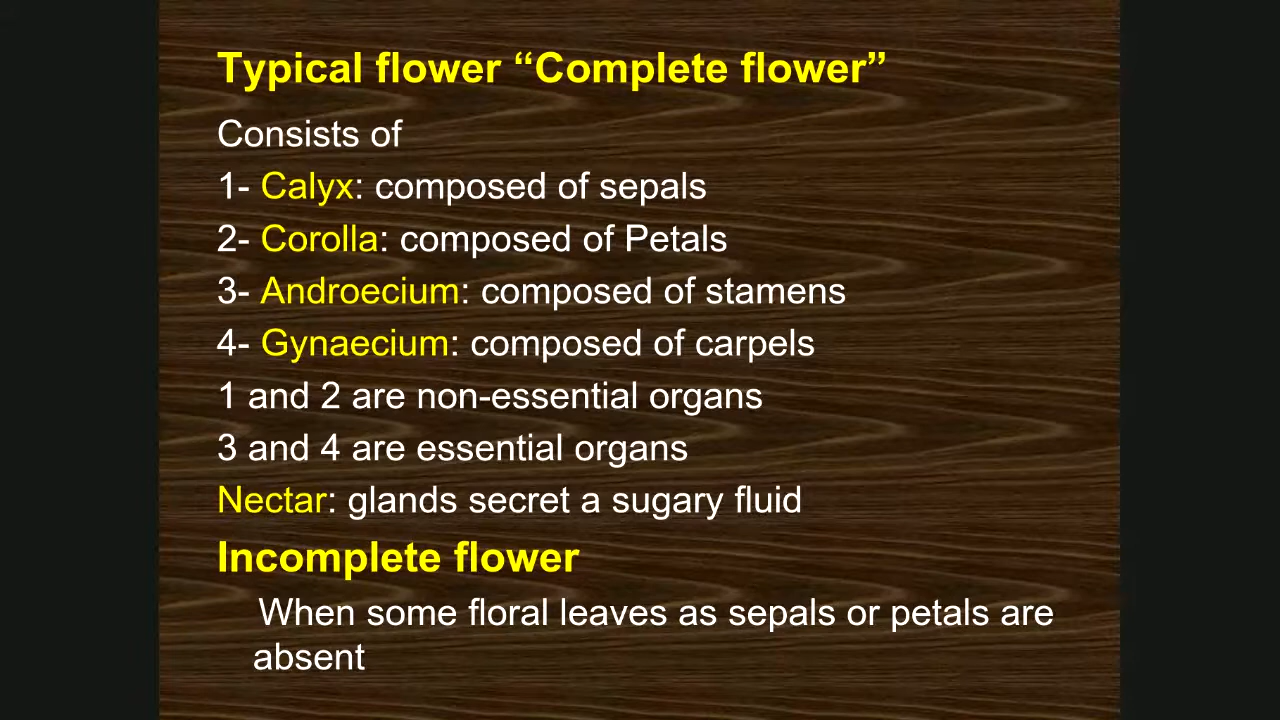 Typical flower “Complete flower”
Consists of
1- Calyx: composed of sepals
2- Corolla: composed of Petals
3- Androecium: composed of stamens
4- Gynaecium: composed of carpels
1 and 2 are non-essential organs
3 and 4 are essential organs
Nectar: glands secret a sugary fluid
Incomplete flower
When some floral leaves as sepals or petals are
absent